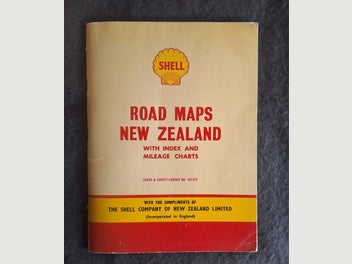 SHELL
ROAD MAPS
NEW ZEALAND
WITH INDEX AND
MILEAGE CHARTS
WITH THE COMPLIMENTS OF
THE SHELL COMPANY OF NEW ZEALAND LIMITED
(Incorporated in England)